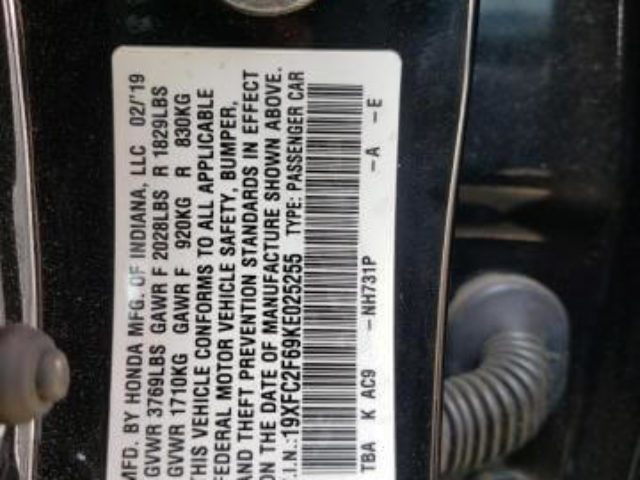 MFD. BY HONDA MFG. OF INDIANA, LLC 02/'19
GVWR 3769LBS GAWR F 2028LBS R 1829LBS
GVWR 1710KG GAWR F 920KG R 830KG
THIS VEHICLE CONFORMS TO ALL APPLICABLE
FEDERAL MOTOR VEHICLE SAFETY, BUMPER,
AND THEFT PREVENTION STANDARDS IN EFFECT
ON THE DATE OF MANUFACTURE SHOWN ABOVE.
V.I.N.:19XFC2F69KE025255 TYPE: PASSENGER CAR
TBA K AC9 -NH731P -A -E